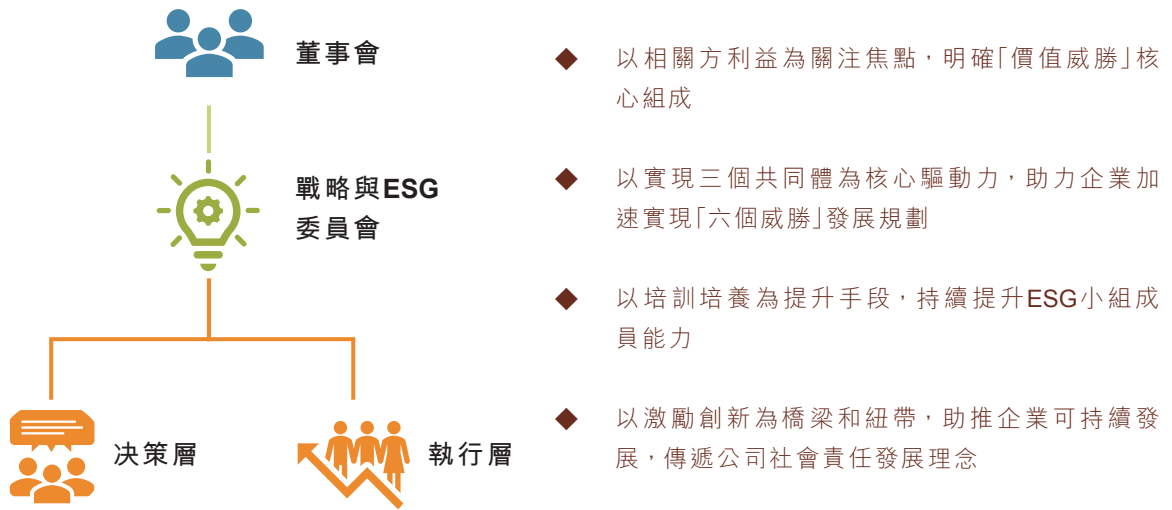 董事會
戰略與ESG
委員會
决策層
執行層
以相關方利益為關注焦點，明確「價值威勝」核
心組成
以實現三個共同體為核心驅動力，助力企業加
速實現「六個威勝」發展規劃
以培訓培養為提升手段，持續提升ESG小組成
員能力
以激勵創新為橋梁和紐帶，助推企業可持續發
展，傳遞公司社會責任發展理念